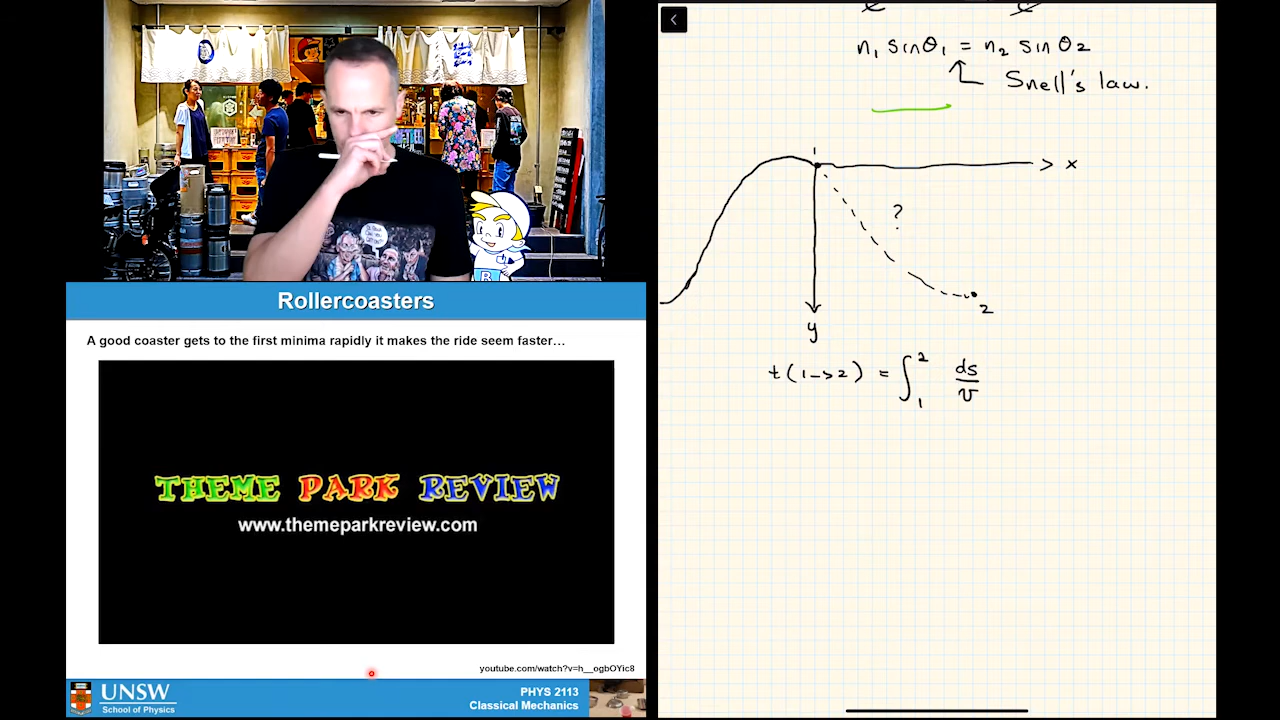 Rollercoasters
A good coaster gets to the first minima rapidly it makes the ride seem faster...
THEME PARK REVIEW
www.themeparkreview.com
youtube.com/watch?v=h__ogbOYic8
UNSW
School of Physics
PHYS 2113
Classical Mechanics
n₁ sinθ₁ = n₂ sin θ₂
Snell's law.
1
> x
?
2
y
t(1->2) = ∫₁² ds/v